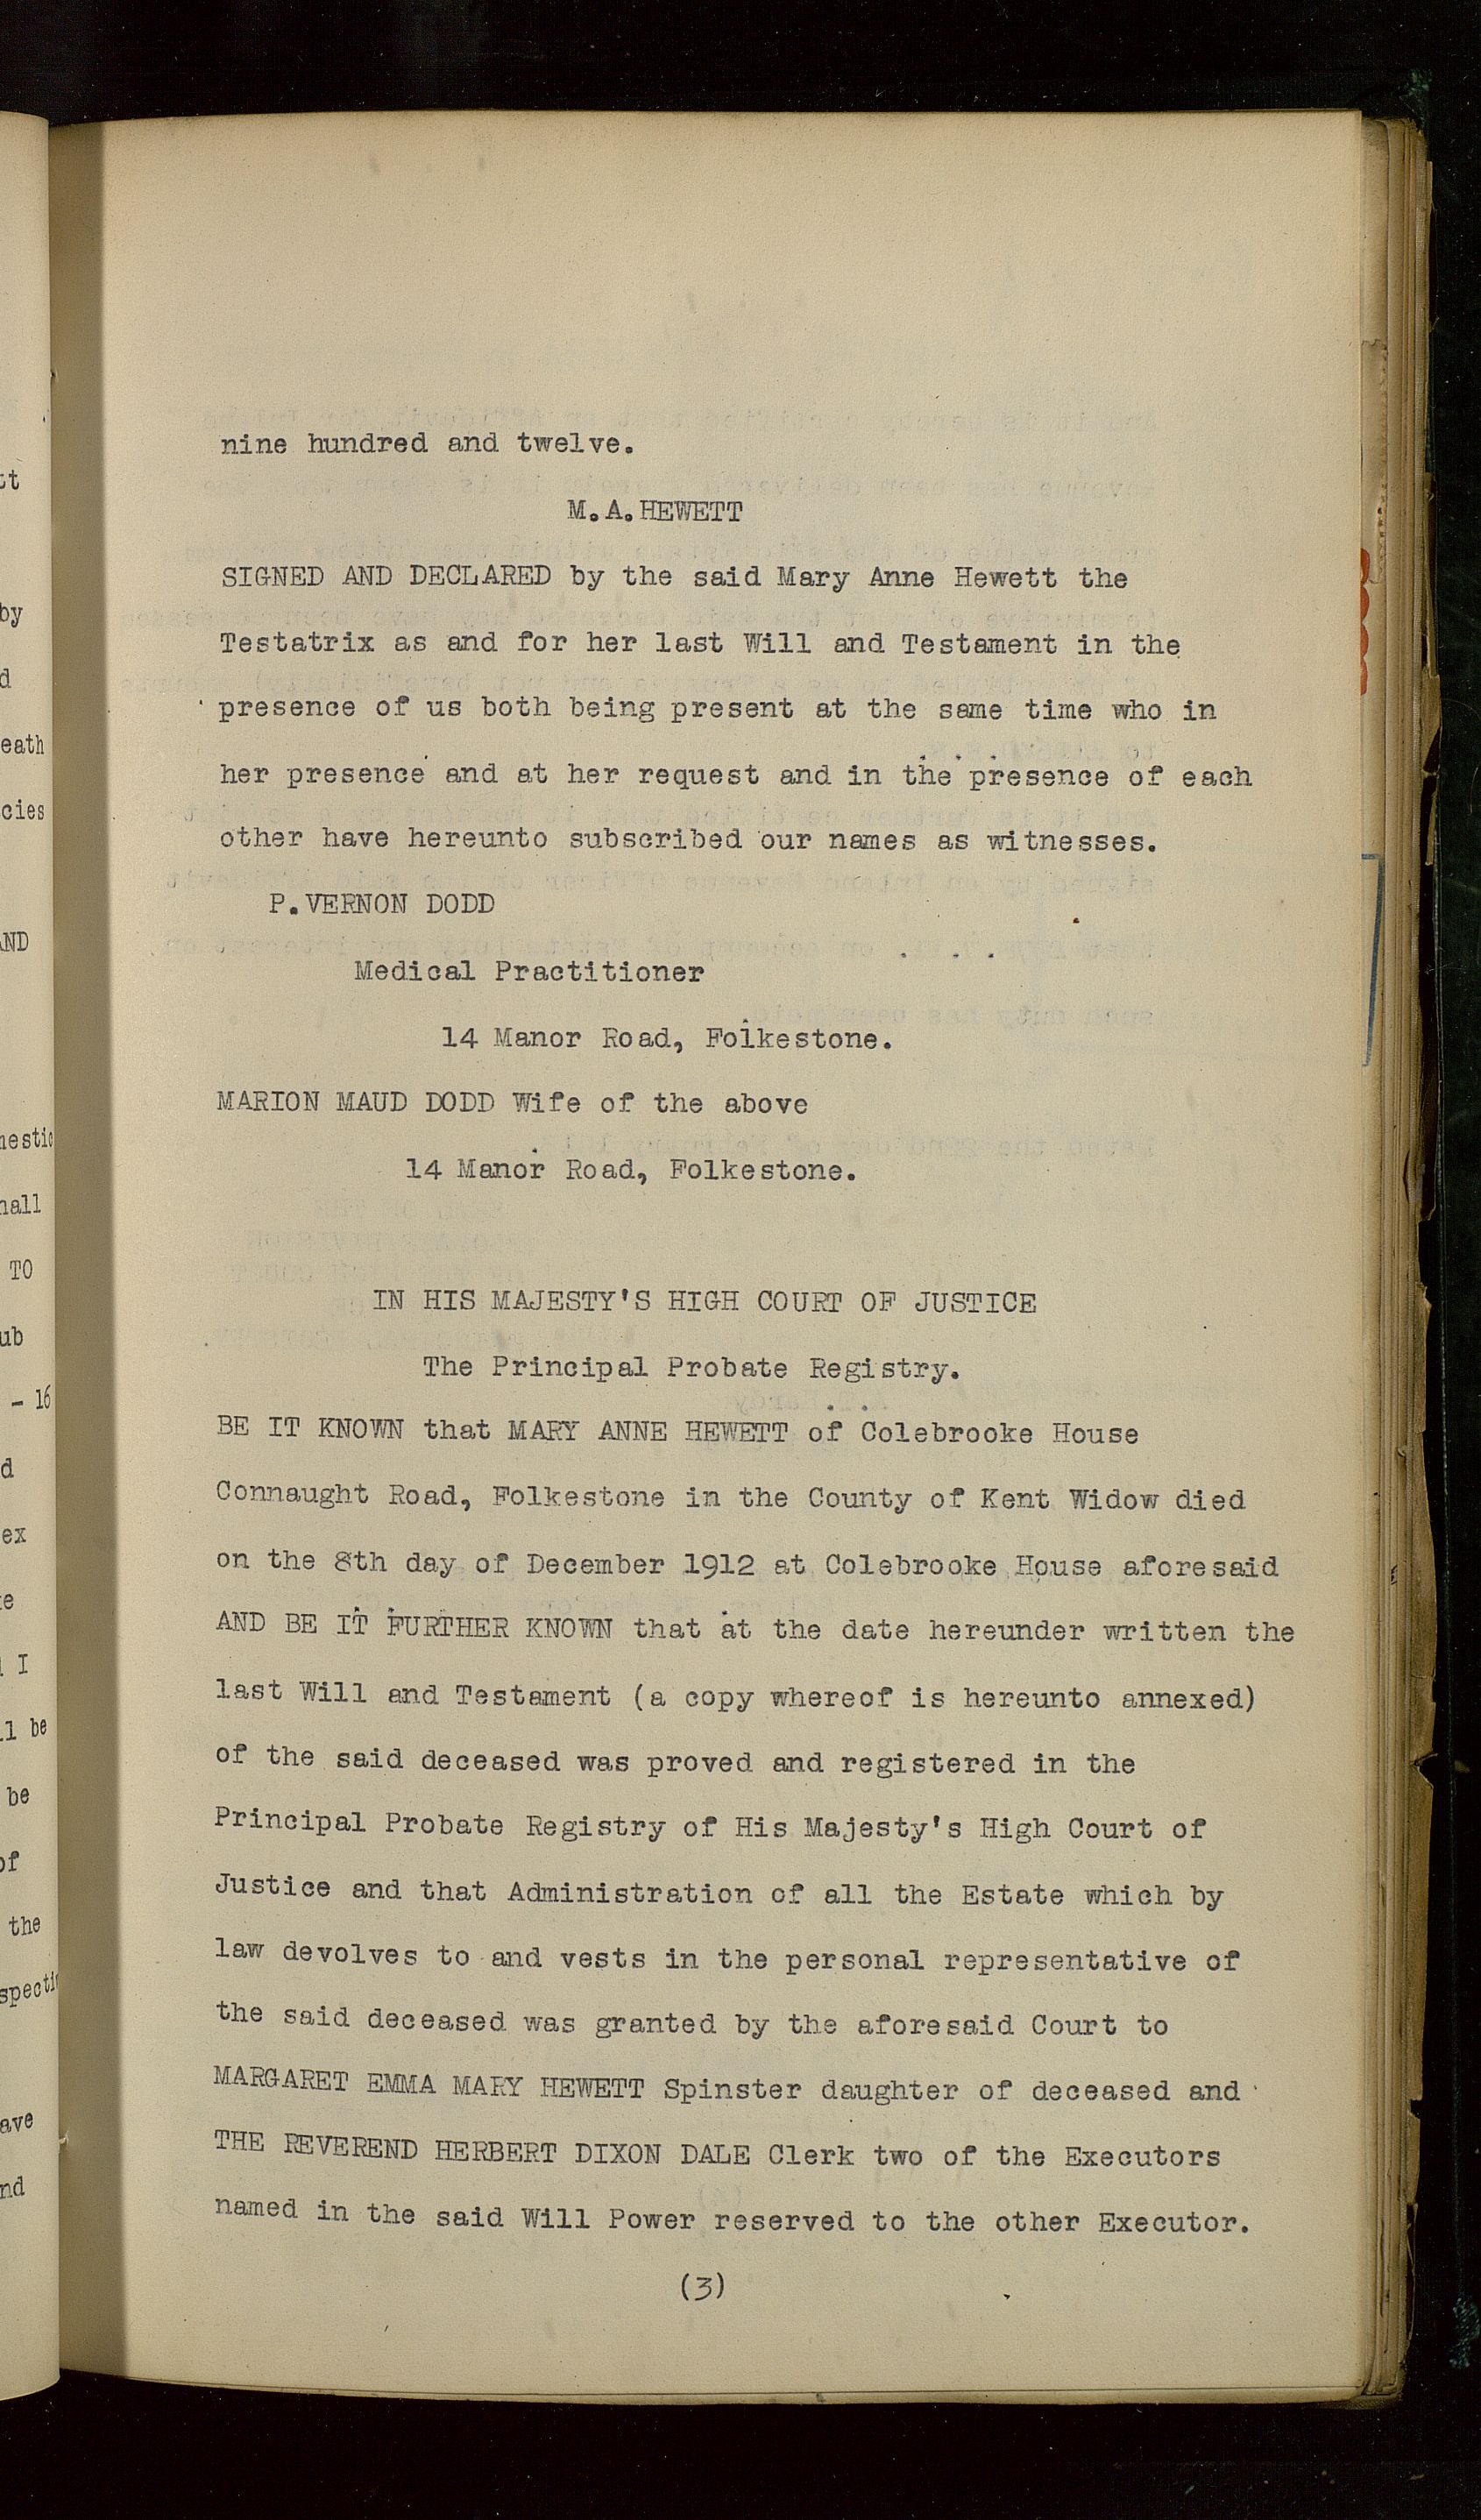 nine hundred and twelve.
M.A.HEWETT
SIGNED AND DECLARED by the said Mary Anne Hewett the
Testatrix as and for her last Will and Testament in the
presence of us both being present at the same time who in
her presence and at her request and in the presence of each
other have hereunto subscribed our names as witnesses.
P.VERNON DODD
Medical Practitioner
14 Manor Road, Folkestone.
MARION MAUD DODD Wife of the above
14 Manor Road, Folkestone.
IN HIS MAJESTY'S HIGH COURT OF JUSTICE
The Principal Probate Registry.
BE IT KNOWN that MARY ANNE HEWETT of Colebrooke House
Connaught Road, Folkestone in the County of Kent Widow died
on the 8th day of December 1912 at Colebrooke House aforesaid
AND BE IT FURTHER KNOWN that at the date hereunder written the
last Will and Testament (a copy whereof is hereunto annexed)
of the said deceased was proved and registered in the
Principal Probate Registry of His Majesty's High Court of
Justice and that Administration of all the Estate which by
law devolves to and vests in the personal representative of
the said deceased was granted by the aforesaid Court to
MARGARET EMMA MARY HEWETT Spinster daughter of deceased and
THE REVEREND HERBERT DIXON DALE Clerk two of the Executors
named in the said Will Power reserved to the other Executor.
(3)